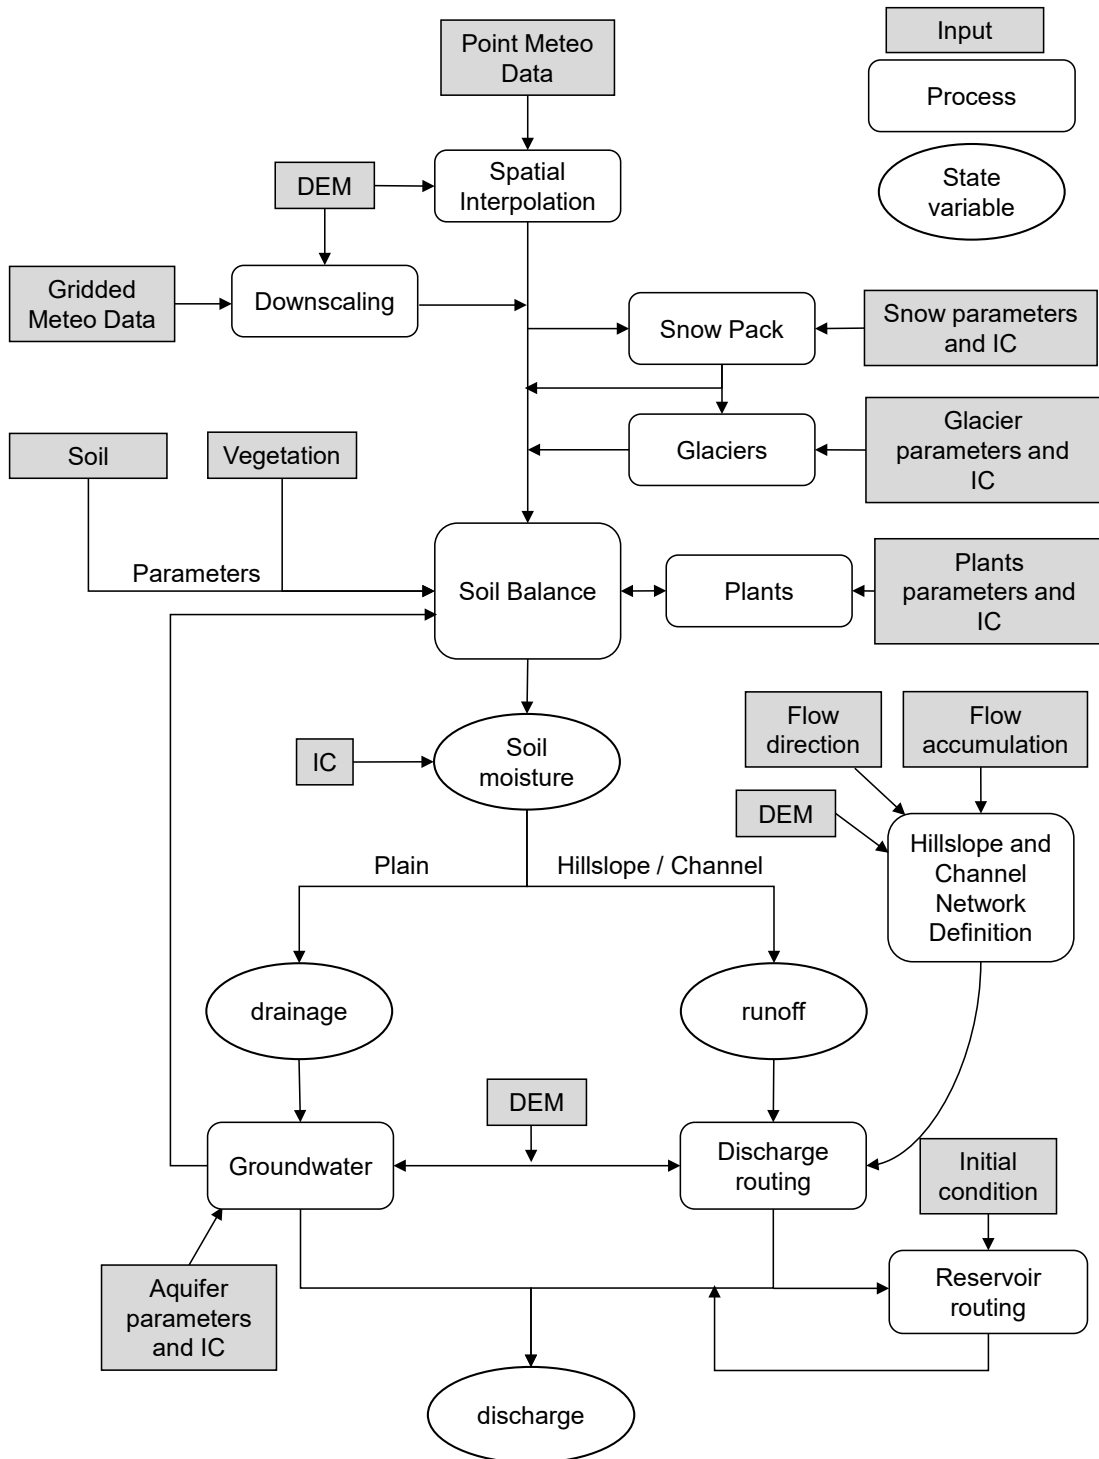 Point Meteo
Data
Input
Process
State
variable
DEM
Spatial
Interpolation
Gridded
Meteo Data
Downscaling
Snow Pack
Snow parameters
and IC
Glaciers
Glacier
parameters and
IC
Soil
Vegetation
Parameters
Soil Balance
Plants
Plants
parameters and
IC
IC
Soil
moisture
Flow
direction
Flow
accumulation
DEM
Hillslope and
Channel
Network
Definition
Plain
Hillslope / Channel
drainage
runoff
DEM
Groundwater
Discharge
routing
Initial
condition
Aquifer
parameters
and IC
Reservoir
routing
discharge